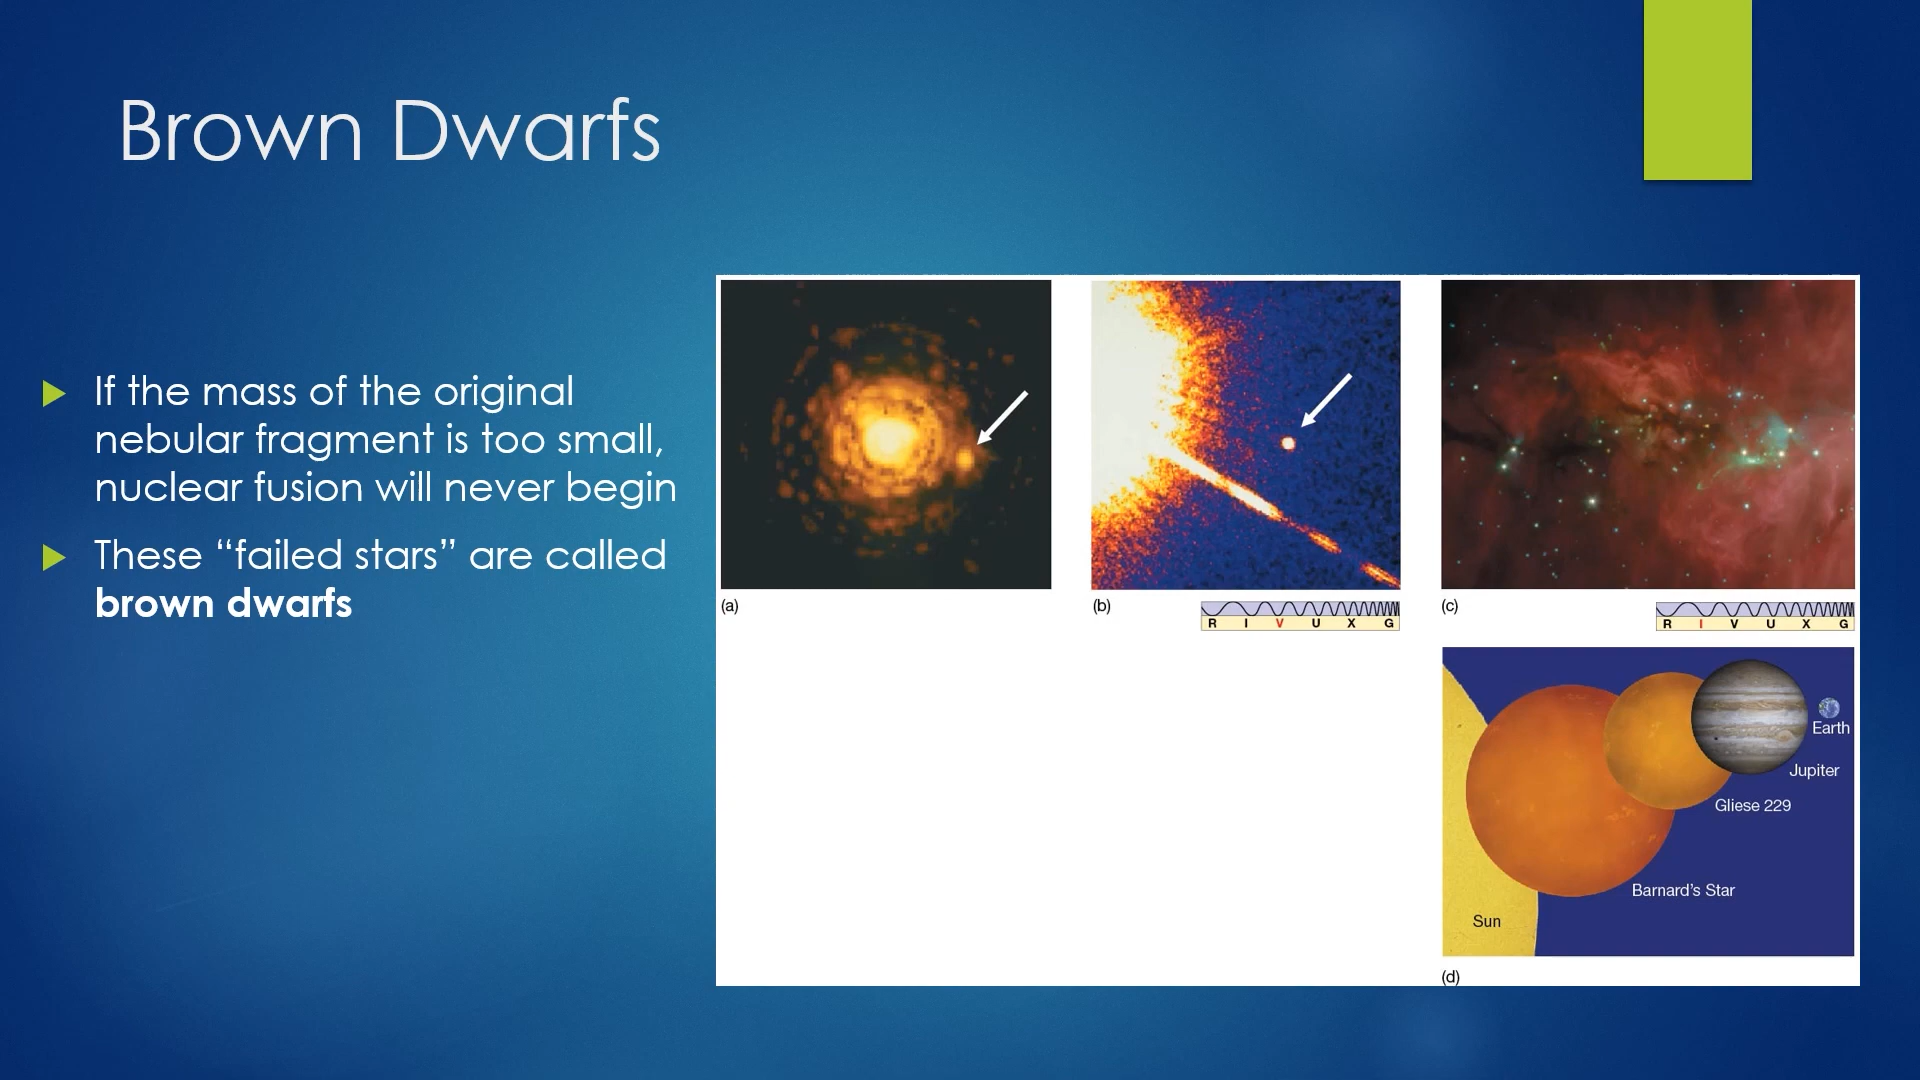 Brown Dwarfs
If the mass of the original
nebular fragment is too small,
nuclear fusion will never begin
These “failed stars” are called
brown dwarfs
(a)
(b)
R I V U X G
(c)
R I V U X G
Earth
Jupiter
Gliese 229
Barnard’s Star
Sun
(d)